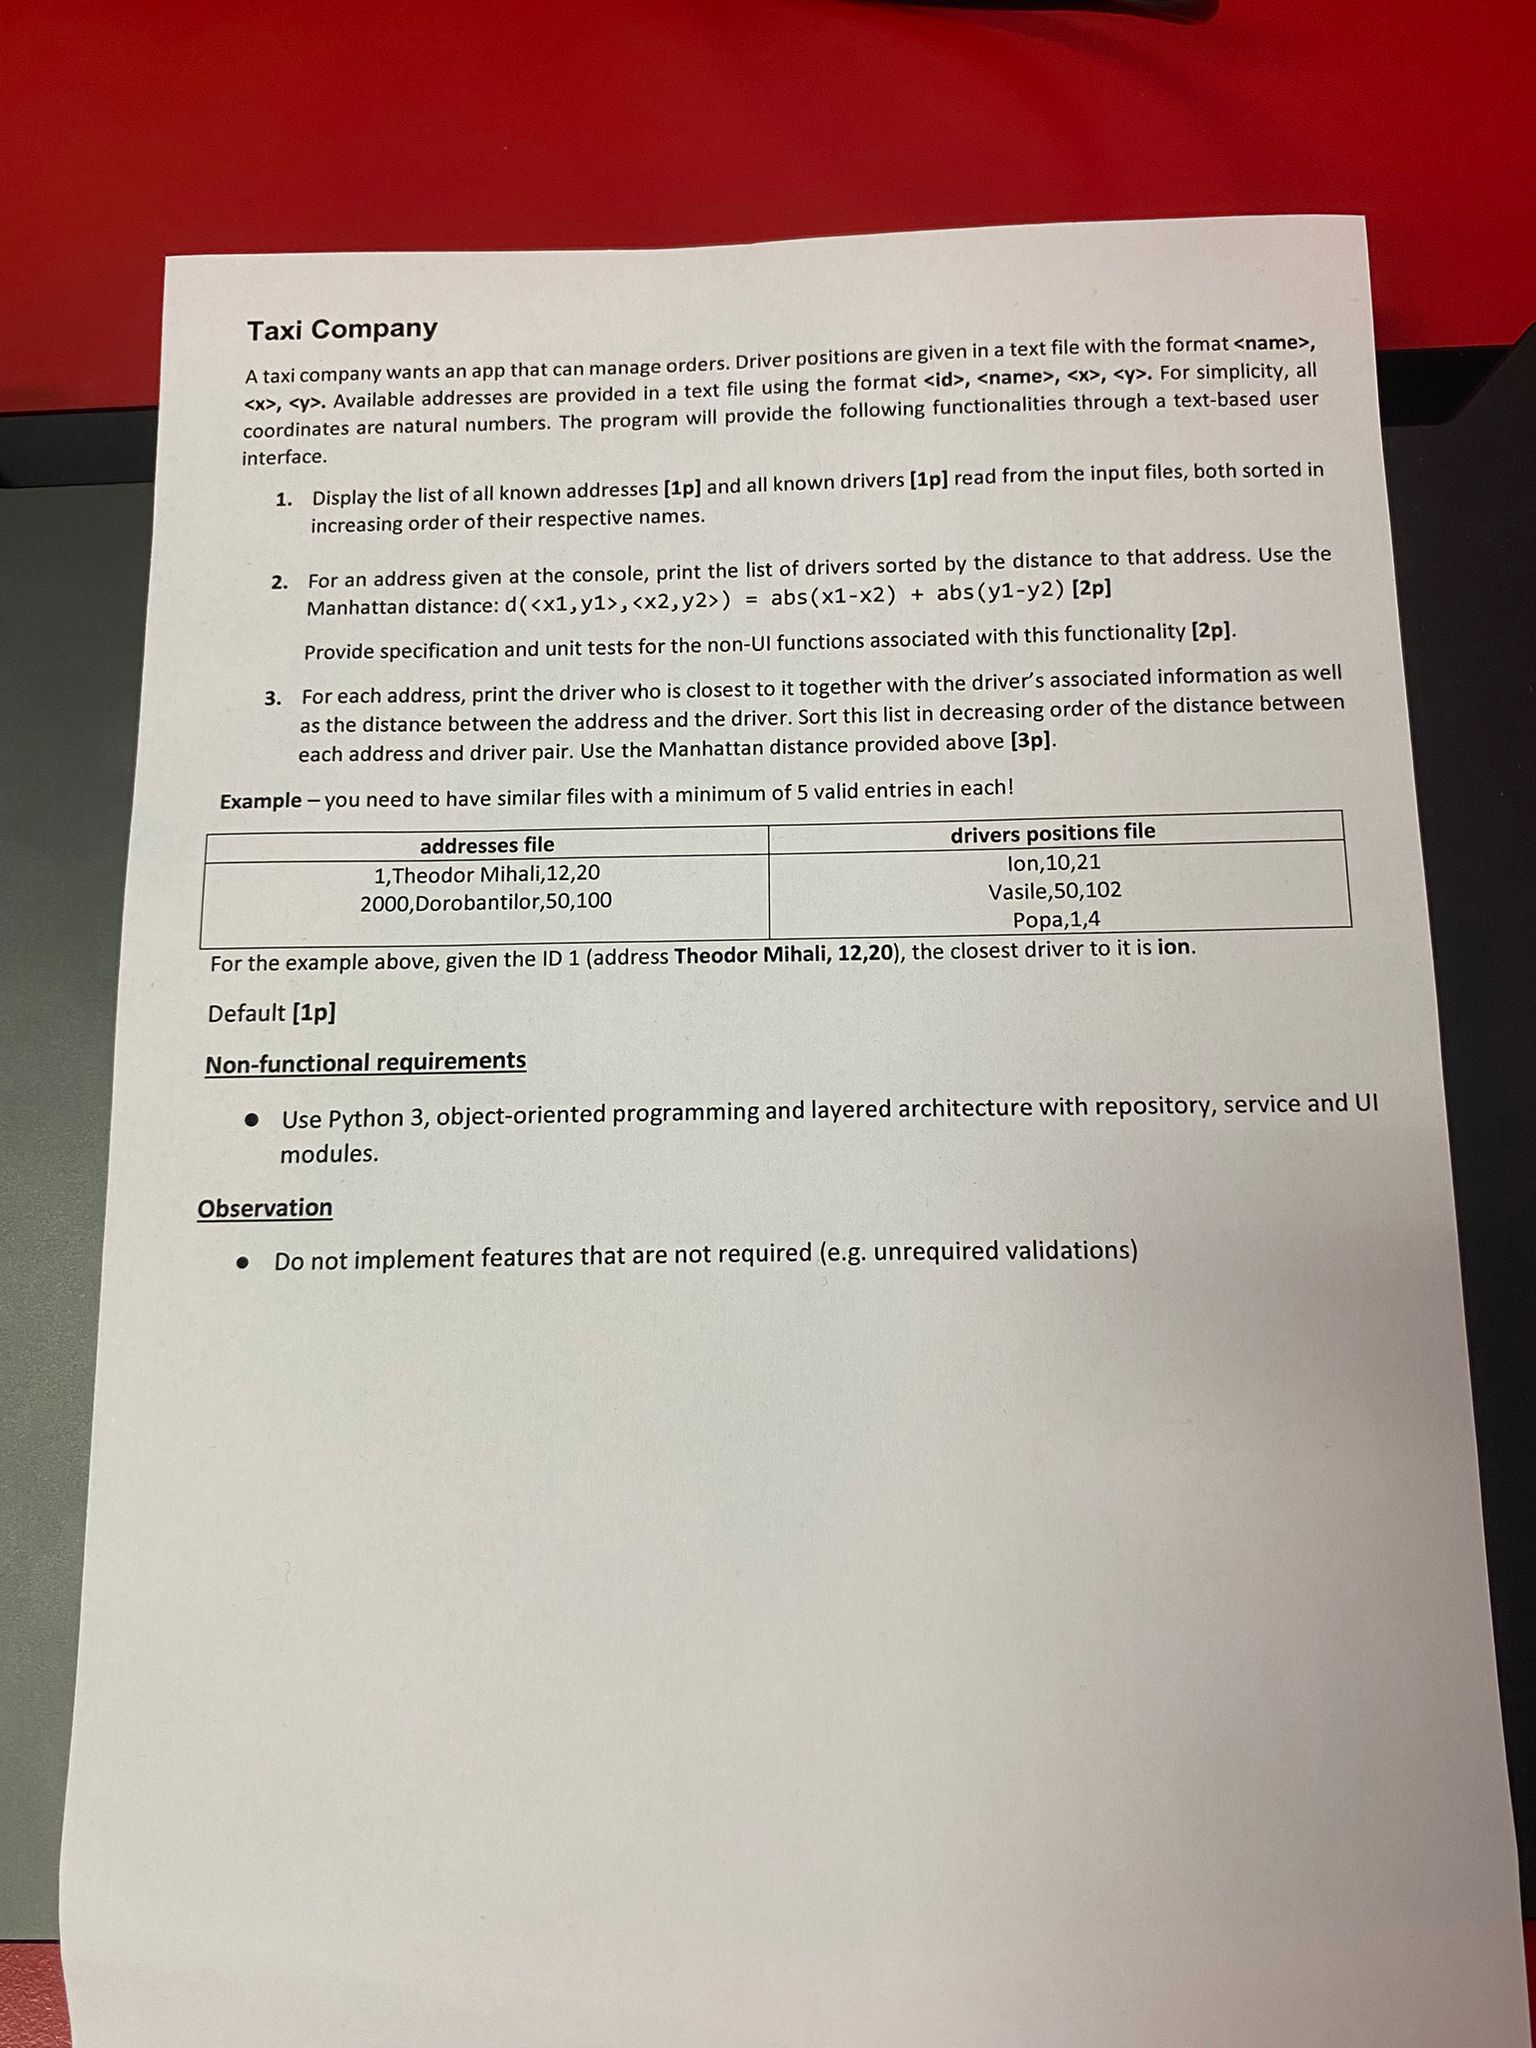 Taxi Company
A taxi company wants an app that can manage orders. Driver positions are given in a text file with the format <name>,
<x>, <y>. Available addresses are provided in a text file using the format <id>, <name>, <x>, <y>. For simplicity, all
coordinates are natural numbers. The program will provide the following functionalities through a text-based user
interface.
1. Display the list of all known addresses [1p] and all known drivers [1p] read from the input files, both sorted in
increasing order of their respective names.
2. For an address given at the console, print the list of drivers sorted by the distance to that address. Use the
Manhattan distance: d(<x1,y1>,<x2,y2>) = abs(x1-x2) + abs(y1-y2) [2p]
Provide specification and unit tests for the non-UI functions associated with this functionality [2p].
3. For each address, print the driver who is closest to it together with the driver's associated information as well
as the distance between the address and the driver. Sort this list in decreasing order of the distance between
each address and driver pair. Use the Manhattan distance provided above [3p].
Example – you need to have similar files with a minimum of 5 valid entries in each!
addresses file
1,Theodor Mihali,12,20
2000,Dorobantilor,50,100
drivers positions file
Ion,10,21
Vasile,50,102
Popa,1,4
For the example above, given the ID 1 (address Theodor Mihali, 12,20), the closest driver to it is ion.
Default [1p]
Non-functional requirements
● Use Python 3, object-oriented programming and layered architecture with repository, service and UI
modules.
Observation
● Do not implement features that are not required (e.g. unrequired validations)